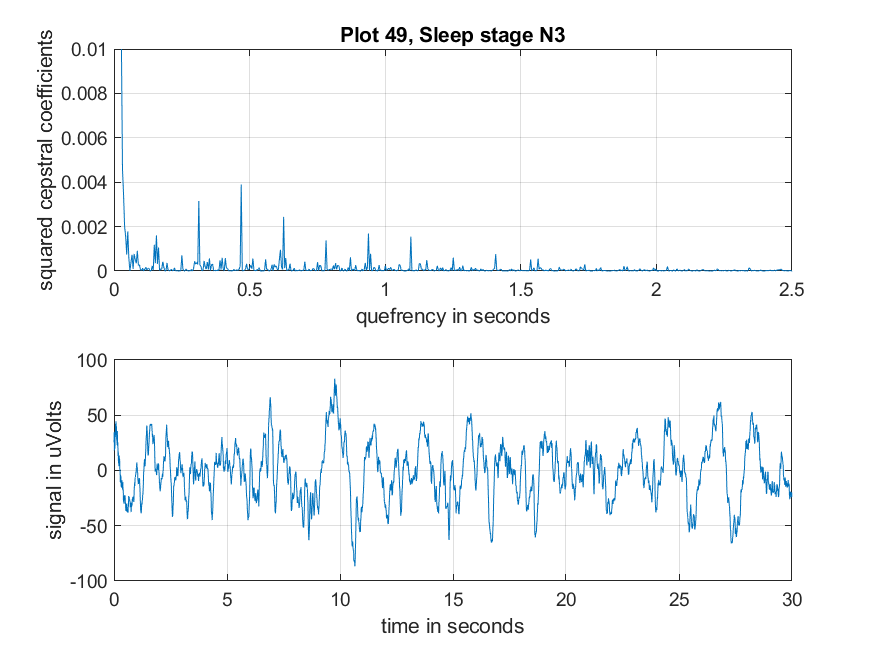 Plot 49, Sleep stage N3
squared cepstral coefficients
0.01
0.008
0.006
0.004
0.002
0
0 0.5 1 1.5 2 2.5
quefrency in seconds
signal in uVolts
100
50
0
-50
-100
0 5 10 15 20 25 30
time in seconds